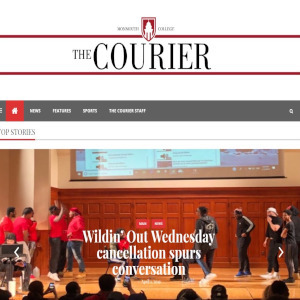 MONMOUTH COLLEGE
THE COURIER
NEWS FEATURES SPORTS THE COURIER STAFF
TOP STORIES
NEWS
Wildin' Out Wednesday
cancellation spurs
conversation